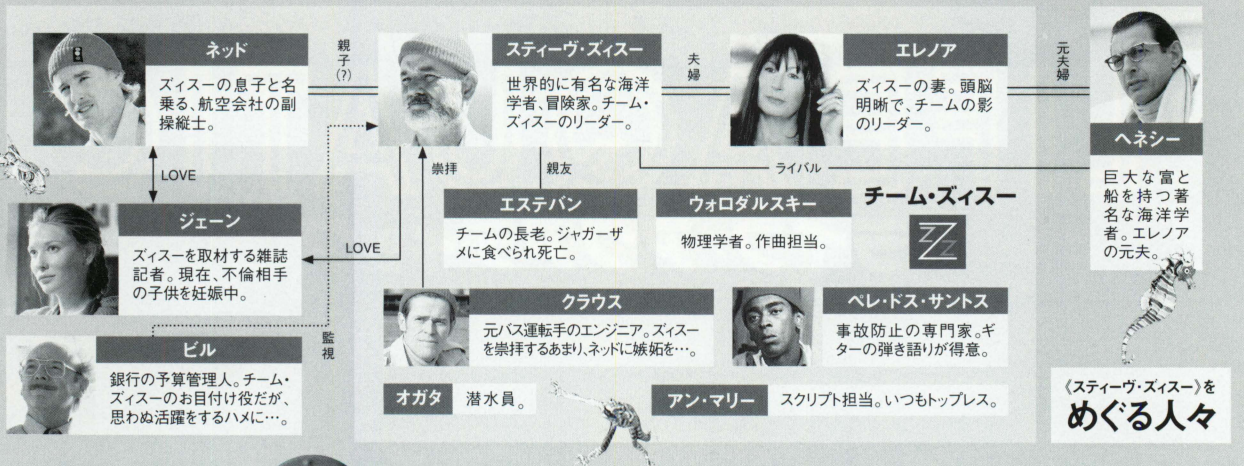 ネッド
ズィスーの息子と名
乗る、航空会社の副
操縦士。
親子(?)
スティーヴ・ズィスー
世界的に有名な海洋
学者、冒険家。チーム・
ズィスーのリーダー。
夫婦
エレノア
ズィスーの妻。頭脳
明晰で、チームの影
のリーダー。
元夫婦
ヘネシー
巨大な富と
船を持つ著
名な海洋学
者。エレノア
の元夫。
LOVE
崇拝
親友
ライバル
ジェーン
ズィスーを取材する雑誌
記者。現在、不倫相手
の子供を妊娠中。
LOVE
エステバン
チームの長老。ジャガーザ
メに食べられ死亡。
ウォロダルスキー
物理学者。作曲担当。
チーム・ズィスー
Z
ビル
銀行の予算管理人。チーム・
ズィスーのお目付け役だが、
思わぬ活躍をするハメに…。
監視
クラウス
元バス運転手のエンジニア。ズィスー
を崇拝するあまり、ネッドに嫉妬を…。
ペレ・ドス・サントス
事故防止の専門家。ギ
ターの弾き語りが得意。
オガタ
潜水員。
アン・マリー
スクリプト担当。いつもトップレス。
《スティーヴ・ズィスー》を
めぐる人々